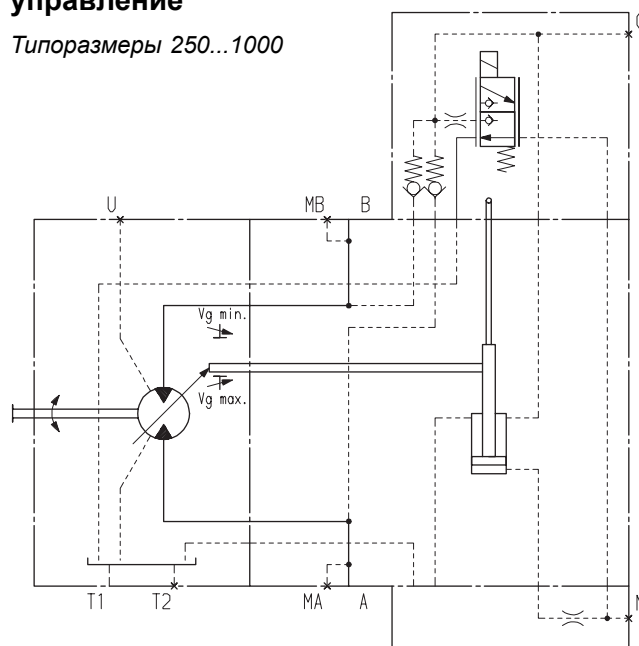 управление
Типоразмеры 250...1000
U
MB
B
Vg min.
Vg max.
T1
T2
MA
A